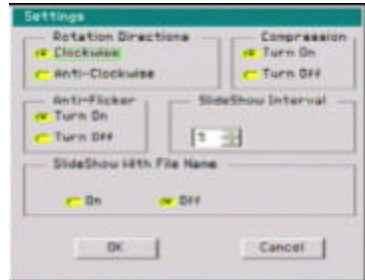 Settings
Rotation Directions
Clockwise
Anti-Clockwise
Compression
Turn On
Turn Off
Anti-Flicker
Turn On
Turn Off
SlideShow Interval
SlideShow With File Name
On
Off
OK
Cancel